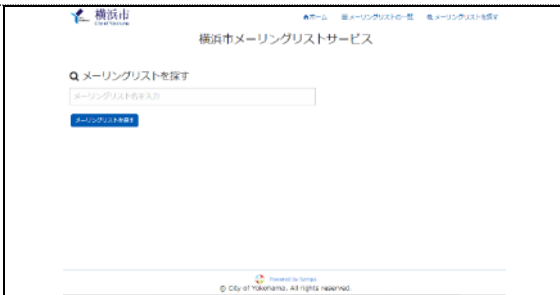 横浜市
City of Yokohama
ホーム メーリングリストの一覧 メーリングリストを探す
横浜市メーリングリストサービス
メーリングリストを探す
メーリングリスト名を入力
メーリングリストを探す
Powered by Sympa
© City of Yokohama. All rights reserved.